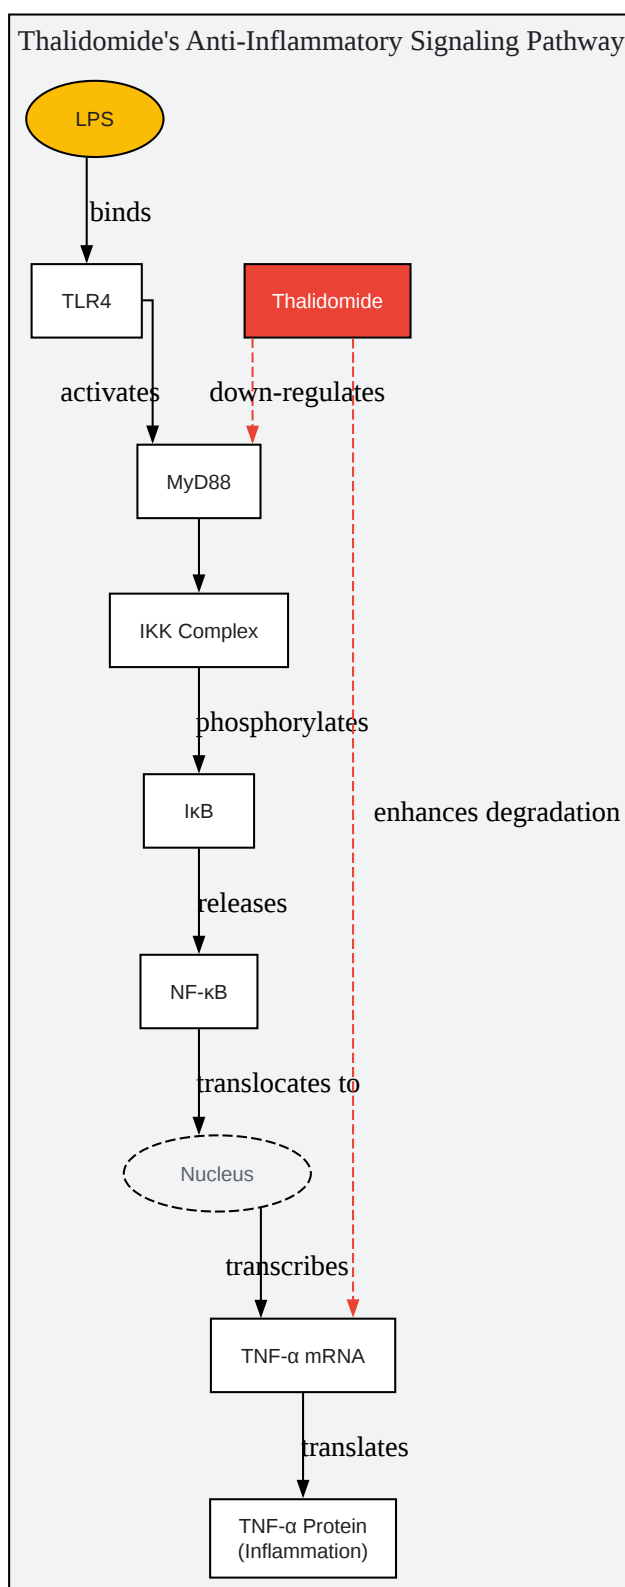 Thalidomide's Anti-Inflammatory Signaling Pathway
LPS
binds
TLR4
Thalidomide
activates
down-regulates
MyD88
IKK Complex
phosphorylates
IκB
enhances degradation
releases
NF-κB
translocates to
Nucleus
transcribes
TNF-α mRNA
translates
TNF-α Protein
(Inflammation)